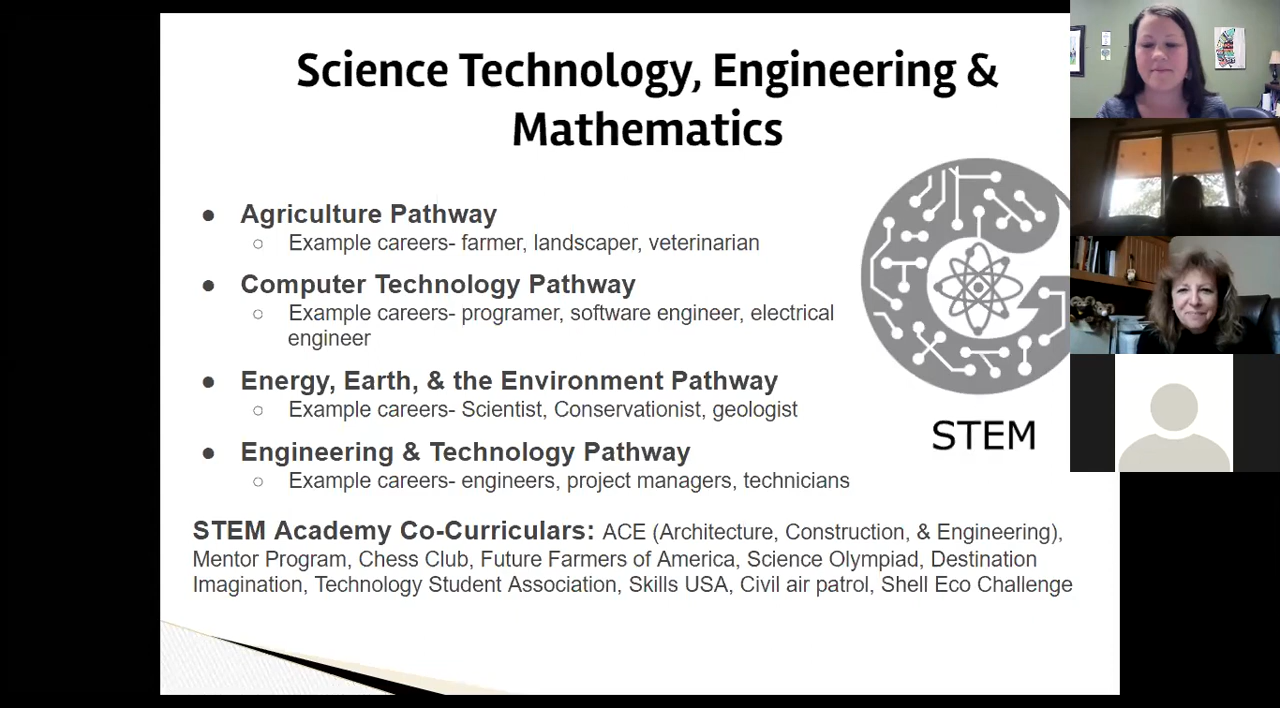 Science Technology, Engineering &
Mathematics
● Agriculture Pathway
○ Example careers- farmer, landscaper, veterinarian
● Computer Technology Pathway
○ Example careers- programer, software engineer, electrical
engineer
● Energy, Earth, & the Environment Pathway
○ Example careers- Scientist, Conservationist, geologist
● Engineering & Technology Pathway
○ Example careers- engineers, project managers, technicians
STEM
STEM Academy Co-Curriculars: ACE (Architecture, Construction, & Engineering),
Mentor Program, Chess Club, Future Farmers of America, Science Olympiad, Destination
Imagination, Technology Student Association, Skills USA, Civil air patrol, Shell Eco Challenge